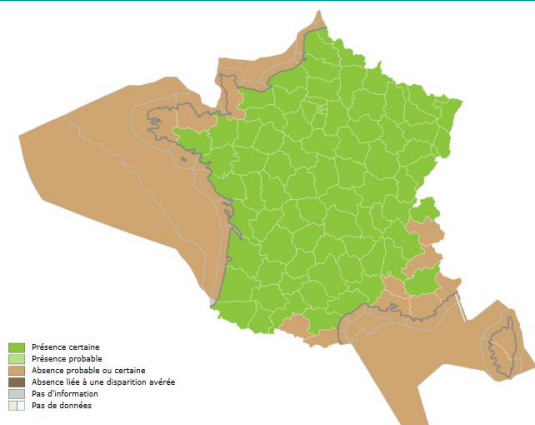 Présence certaine
Présence probable
Absence probable ou certaine
Absence liée à une disparition avérée
Pas d'information
Pas de données